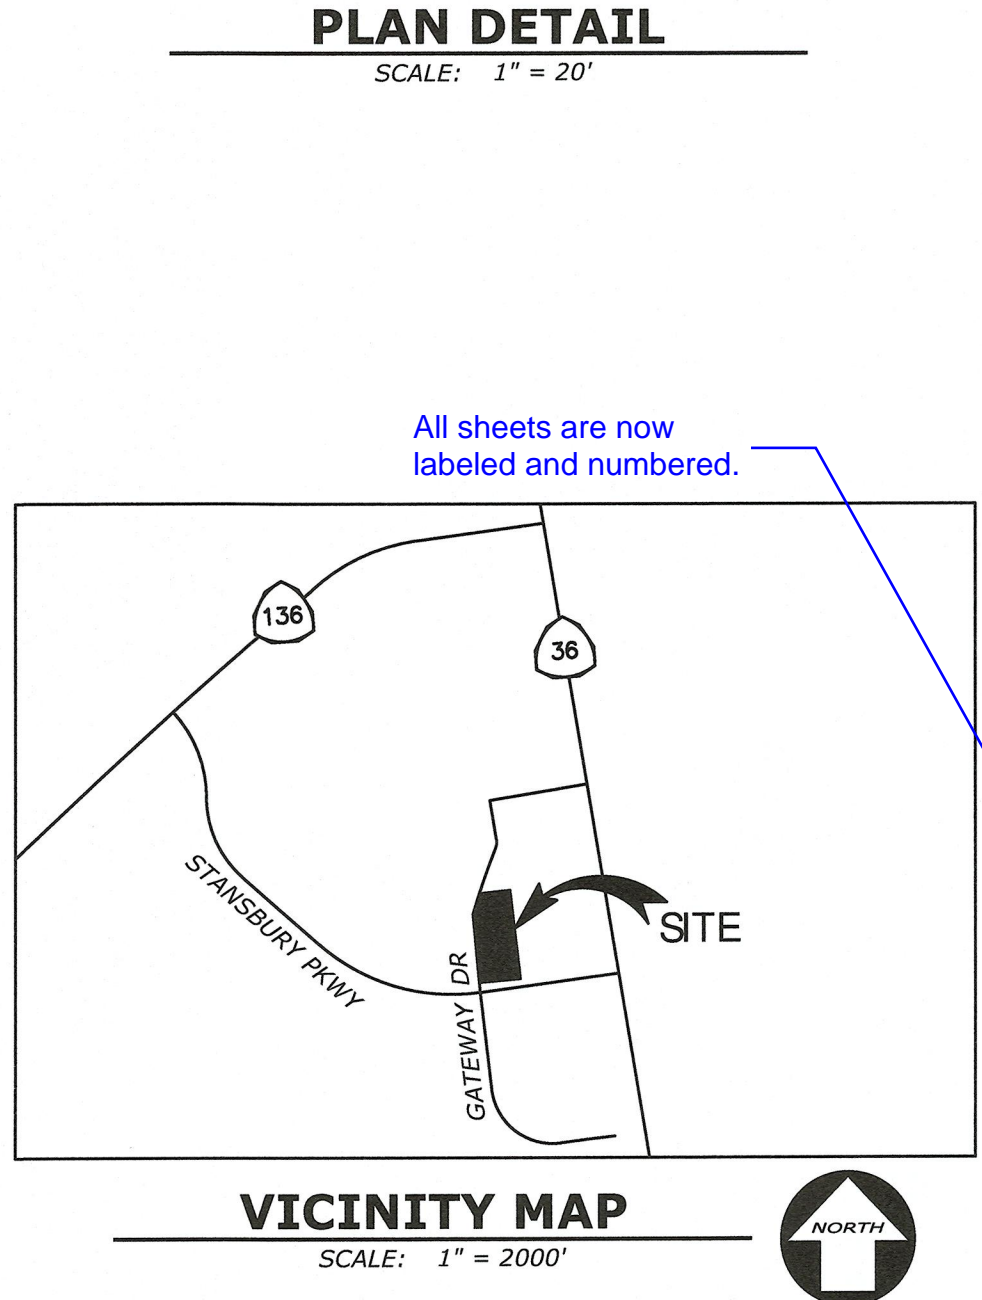 PLAN DETAIL
SCALE: 1" = 20'
All sheets are now
labeled and numbered.
136
36
STANSBURY PKWY
SITE
GATEWAY DR
VICINITY MAP
SCALE: 1" = 2000'
NORTH